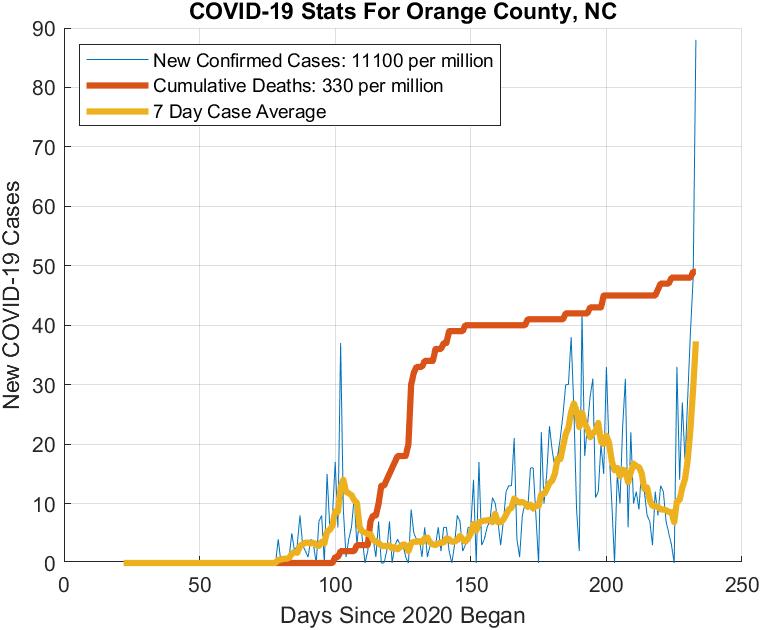 COVID-19 Stats For Orange County, NC
New Confirmed Cases: 11100 per million
Cumulative Deaths: 330 per million
7 Day Case Average
New COVID-19 Cases
90
80
70
60
50
40
30
20
10
0
0 50 100 150 200 250
Days Since 2020 Began